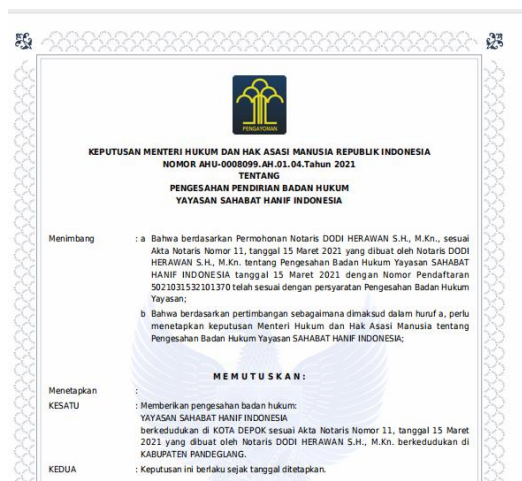 PENGAYOMAN
KEPUTUSAN MENTERI HUKUM DAN HAK ASASI MANUSIA REPUBLIK INDONESIA
NOMOR AHU-0008099.AH.01.04.Tahun 2021
TENTANG
PENGESAHAN PENDIRIAN BADAN HUKUM
YAYASAN SAHABAT HANIF INDONESIA
Menimbang : a Bahwa berdasarkan Permohonan Notaris DODI HERAWAN S.H., M.Kn., sesuai
Akta Notaris Nomor 11, tanggal 15 Maret 2021 yang dibuat oleh Notaris DODI
HERAWAN S.H., M.Kn. tentang Pengesahan Badan Hukum Yayasan SAHABAT
HANIF INDONESIA tanggal 15 Maret 2021 dengan Nomor Pendaftaran
5021031532101370 telah sesuai dengan persyaratan Pengesahan Badan Hukum
Yayasan;
b Bahwa berdasarkan pertimbangan sebagaimana dimaksud dalam huruf a, perlu
menetapkan keputusan Menteri Hukum dan Hak Asasi Manusia tentang
Pengesahan Badan Hukum Yayasan SAHABAT HANIF INDONESIA;
MEMUTUSKAN:
Menetapkan :
KESATU : Memberikan pengesahan badan hukum:
YAYASAN SAHABAT HANIF INDONESIA
berkedudukan di KOTA DEPOK sesuai Akta Notaris Nomor 11, tanggal 15 Maret
2021 yang dibuat oleh Notaris DODI HERAWAN S.H., M.Kn. berkedudukan di
KABUPATEN PANDEGLANG.
KEDUA : Keputusan ini berlaku sejak tanggal ditetapkan.